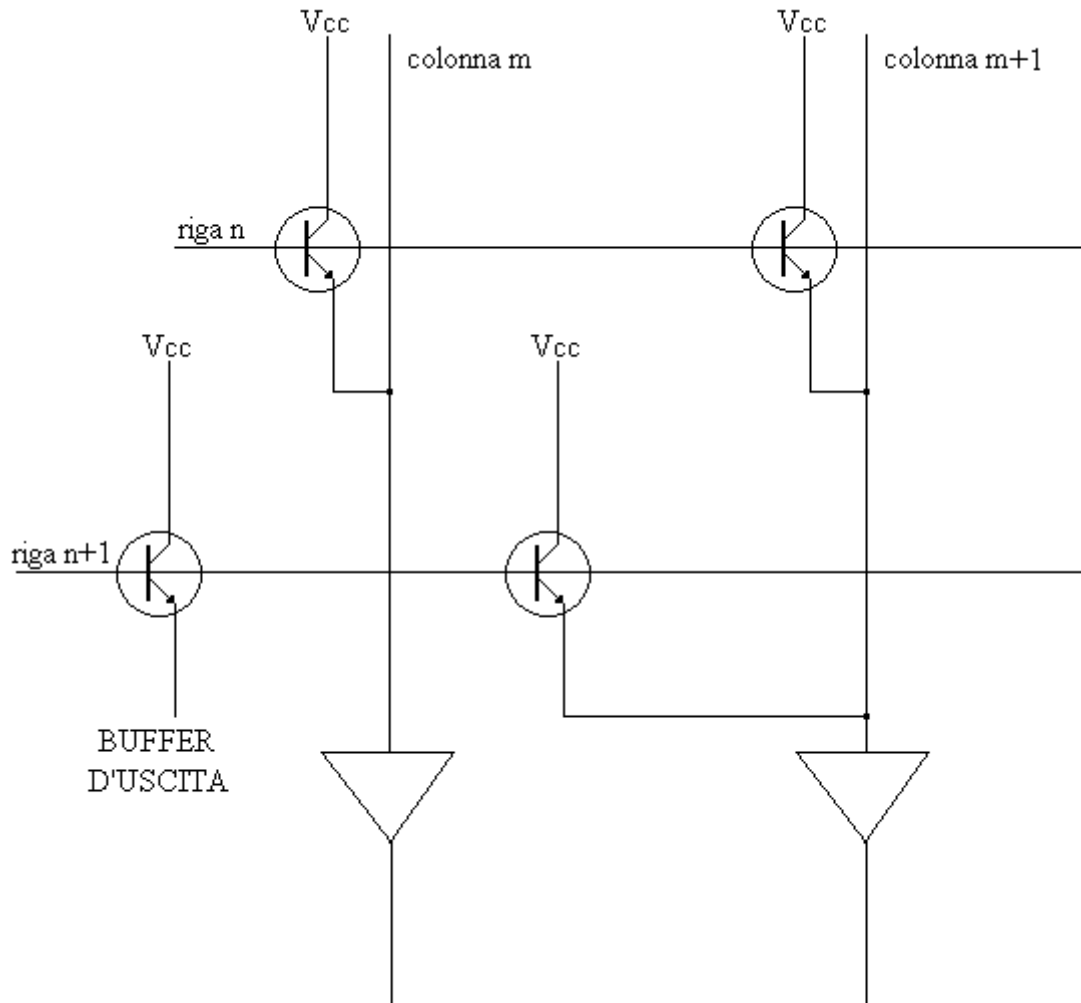 Vcc
Vcc
colonna m
colonna m+1
riga n
Vcc
Vcc
riga n+1
BUFFER
D'USCITA